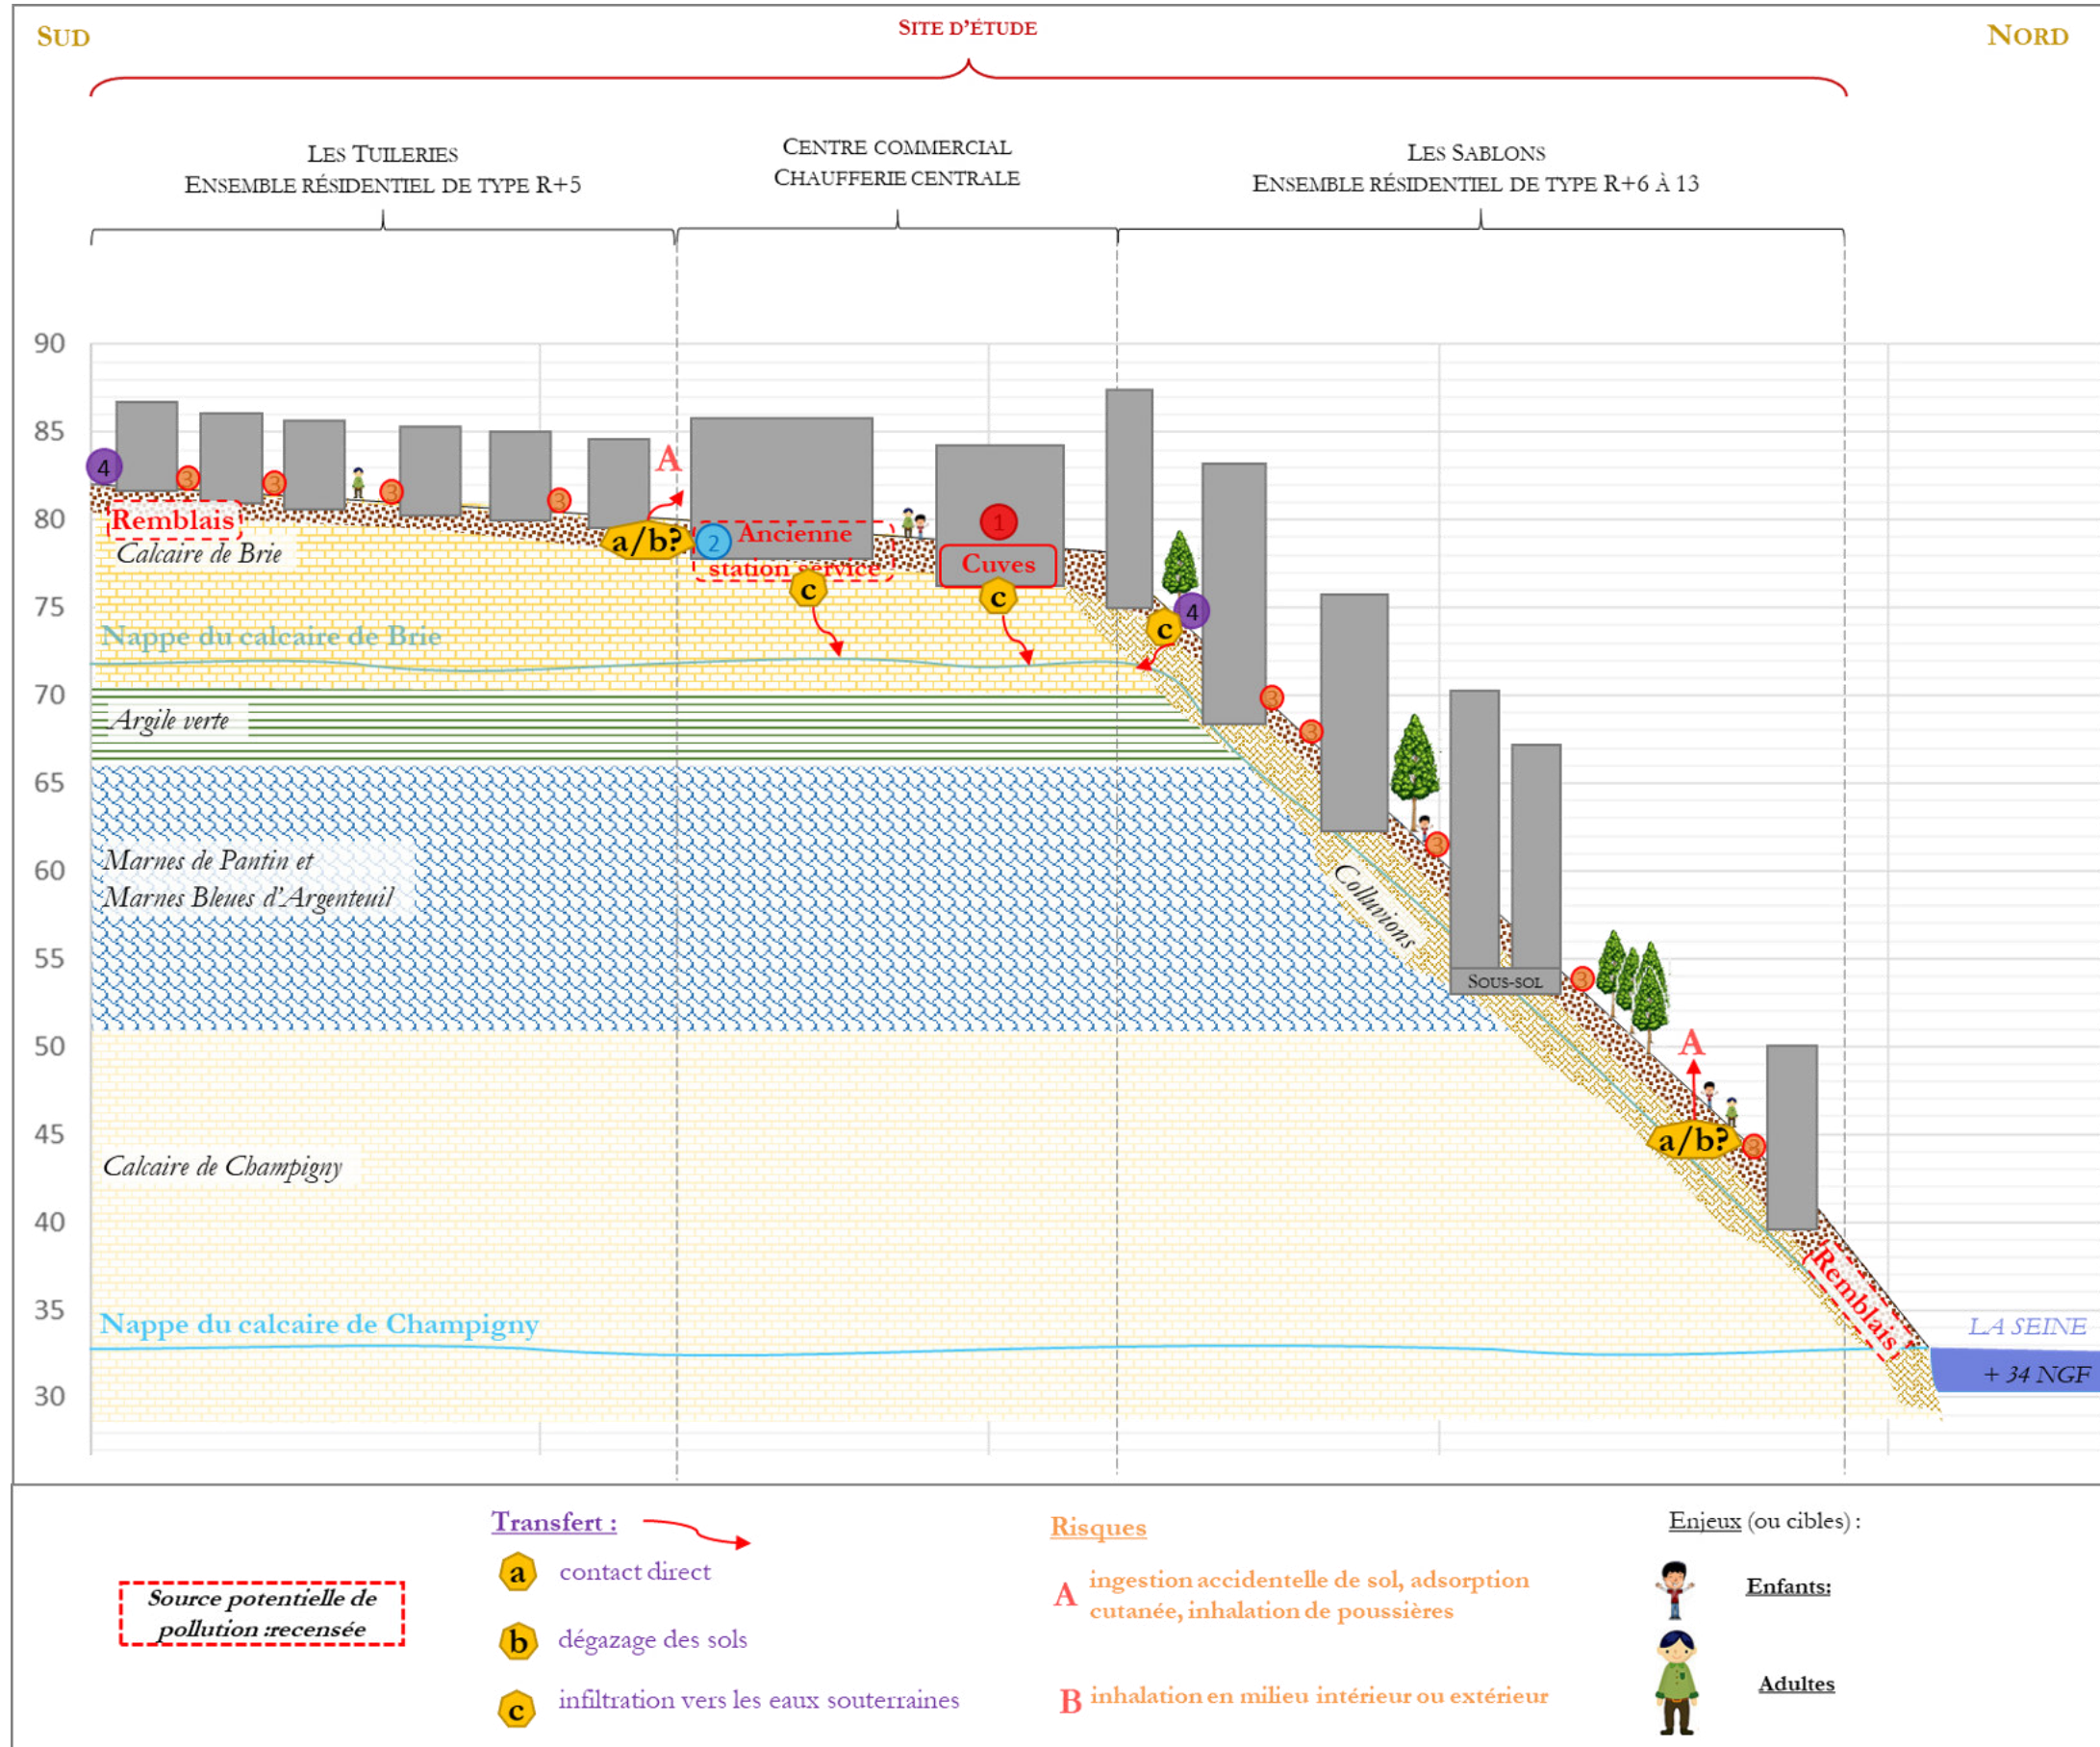 SUD
SITE D'ÉTUDE
NORD
LES TUILERIES
ENSEMBLE RÉSIDENTIEL DE TYPE R+5
CENTRE COMMERCIAL
CHAUFFERIE CENTRALE
LES SABLONS
ENSEMBLE RÉSIDENTIEL DE TYPE R+6 À 13
90
85
4
3
3
3
3
A
80
Remblais
Calcaire de Brie
a/b?
2
Ancienne
station service
1
Cuves
c
c
75
4
c
Nappe du calcaire de Brie
70
3
3
Argile verte
65
60
3
Marnes de Pantin et
Marnes Bleues d'Argenteuil
Colluvions
55
SOUS-SOL
3
50
A
45
a/b?
3
Calcaire de Champigny
40
Remblais
35
Nappe du calcaire de Champigny
LA SEINE
+ 34 NGF
30
Source potentielle de
pollution :recensée
Transfert :
a contact direct
b dégazage des sols
c infiltration vers les eaux souterraines
Risques
A ingestion accidentelle de sol, adsorption
cutanée, inhalation de poussières
B inhalation en milieu intérieur ou extérieur
Enjeux (ou cibles) :
Enfants:
Adultes